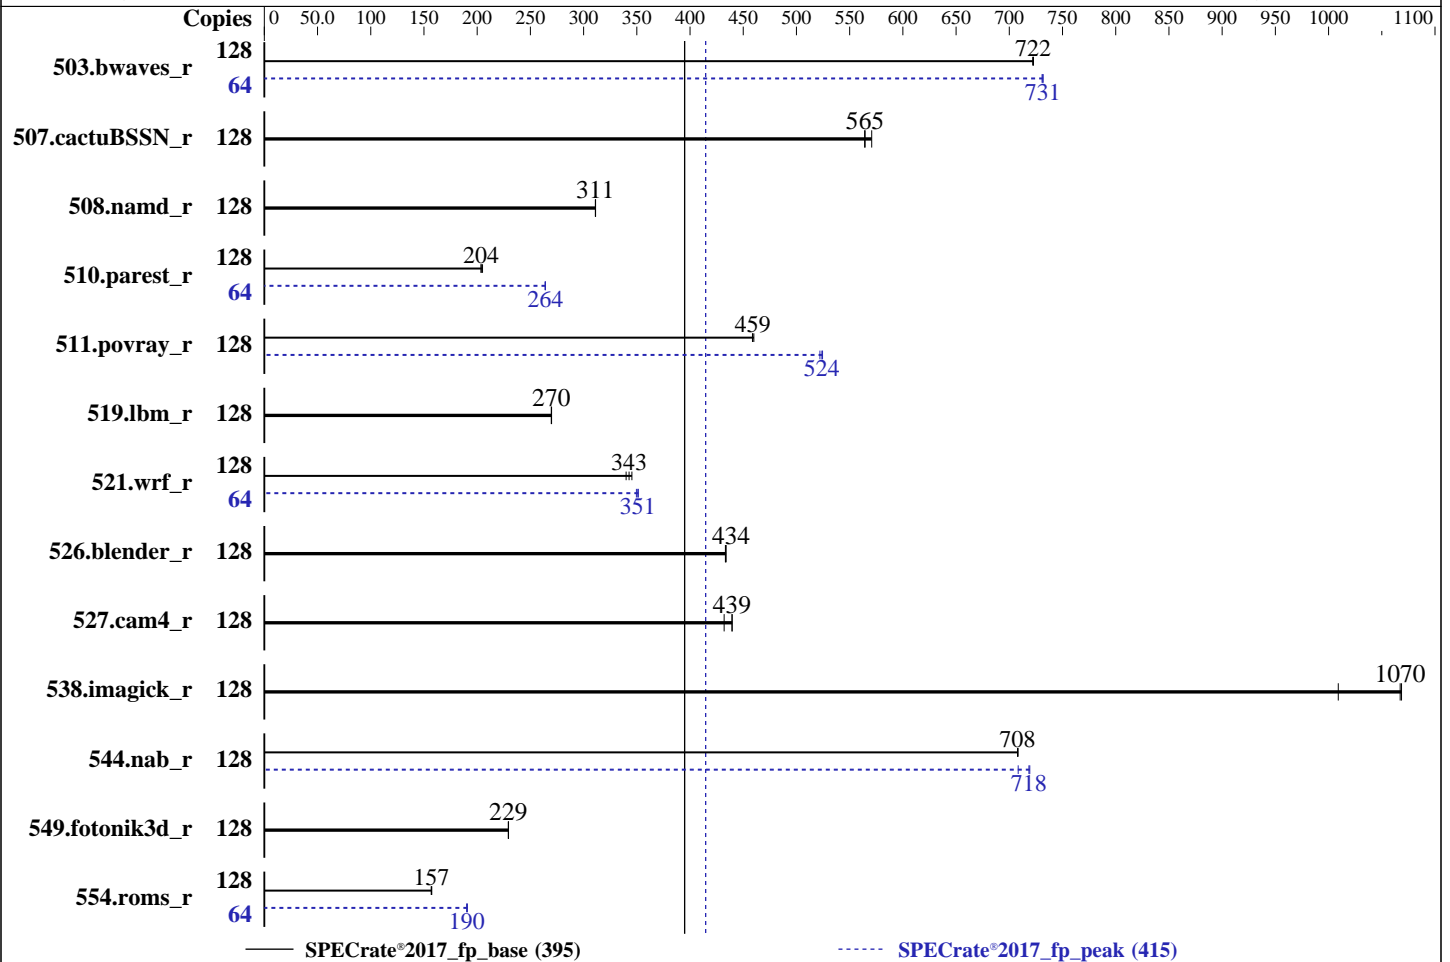 Copies 0 50.0 100 150 200 250 300 350 400 450 500 550 600 650 700 750 800 850 900 950 1000 1100
503.bwaves_r 128 722
64 731
507.cactuBSSN_r 128 565
508.namd_r 128 311
510.parest_r 128 204
64 264
511.povray_r 128 459
524
519.lbm_r 128 270
521.wrf_r 128 343
64 351
526.blender_r 128 434
527.cam4_r 128 439
538.imagick_r 128 1070
544.nab_r 128 708
718
549.fotonik3d_r 128 229
554.roms_r 128 157
64 190
SPECrate®2017_fp_base (395) SPECrate®2017_fp_peak (415)